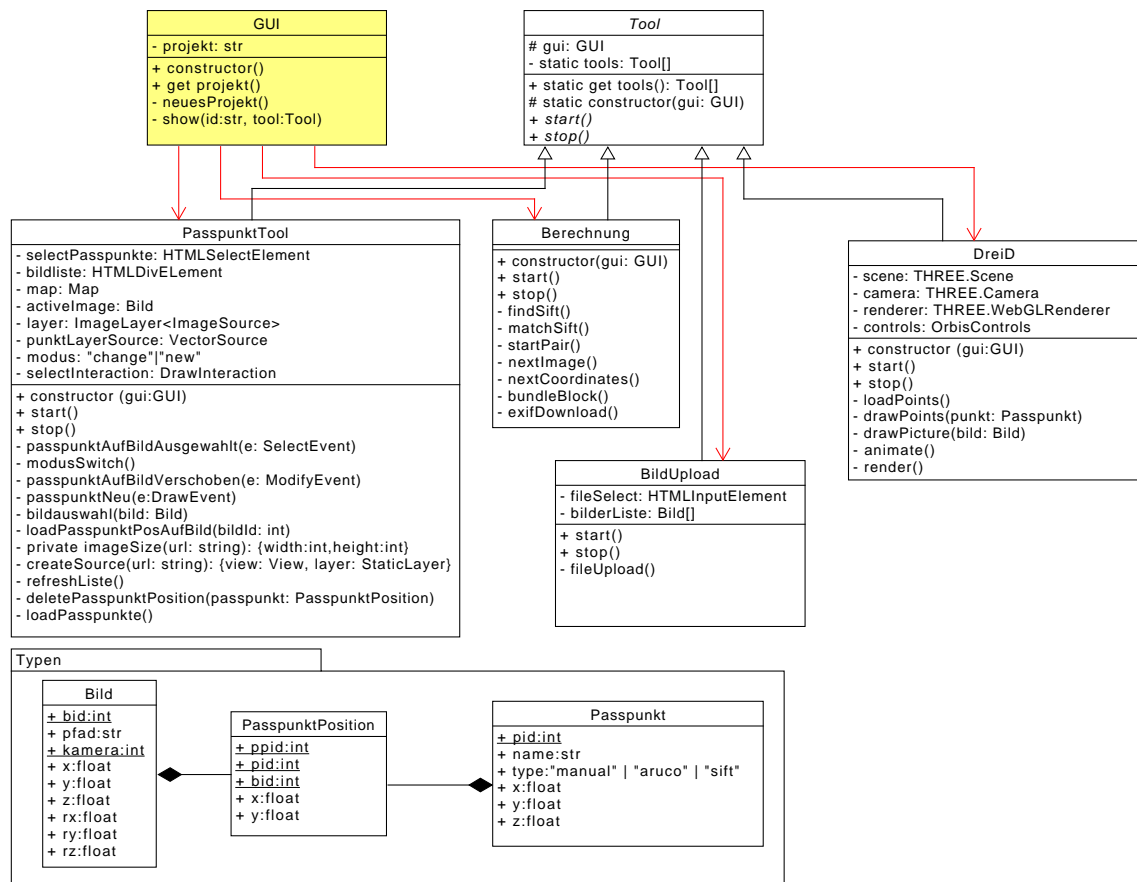 GUI
- projekt: str
+ constructor()
+ get projekt()
- neuesProjekt()
- show(id:str, tool:Tool)
Tool
# gui: GUI
- static tools: Tool[]
+ static get tools(): Tool[]
# static constructor(gui: GUI)
+ start()
+ stop()
PasspunktTool
- selectPasspunkte: HTMLSelectElement
- bildliste: HTMLDivELement
- map: Map
- activeImage: Bild
- layer: ImageLayer<ImageSource>
- punktLayerSource: VectorSource
- modus: "change"|"new"
- selectInteraction: DrawInteraction
+ constructor (gui:GUI)
+ start()
+ stop()
- passpunktAufBildAusgewahlt(e: SelectEvent)
- modusSwitch()
- passpunktAufBildVerschoben(e: ModifyEvent)
- passpunktNeu(e:DrawEvent)
- bildauswahl(bild: Bild)
- loadPasspunktPosAufBild(bildId: int)
- private imageSize(url: string): {width:int,height:int}
- createSource(url: string): {view: View, layer: StaticLayer}
- refreshListe()
- deletePasspunktPosition(passpunkt: PasspunktPosition)
- loadPasspunkte()
Berechnung
+ constructor(gui: GUI)
+ start()
+ stop()
- findSift()
- matchSift()
- startPair()
- nextImage()
- nextCoordinates()
- bundleBlock()
- exifDownload()
BildUpload
- fileSelect: HTMLInputElement
- bilderListe: Bild[]
+ start()
+ stop()
- fileUpload()
DreiD
- scene: THREE.Scene
- camera: THREE.Camera
- renderer: THREE.WebGLRenderer
- controls: OrbisControls
+ constructor (gui:GUI)
+ start()
+ stop()
- loadPoints()
- drawPoints(punkt: Passpunkt)
- drawPicture(bild: Bild)
- animate()
- render()
Typen
Bild
+ bid:int
+ pfad:str
+ kamera:int
+ x:float
+ y:float
+ z:float
+ rx:float
+ ry:float
+ rz:float
PasspunktPosition
+ ppid:int
+ pid:int
+ bid:int
+ x:float
+ y:float
Passpunkt
+ pid:int
+ name:str
+ type:"manual" | "aruco" | "sift"
+ x:float
+ y:float
+ z:float